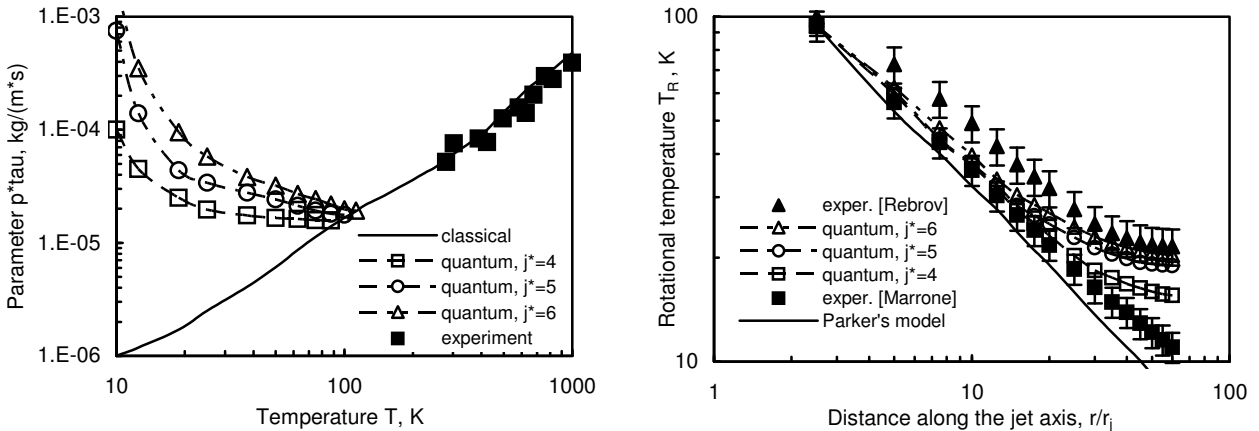 1.E-03
1.E-04
1.E-05
1.E-06
Parameter p*tau, kg/(m*s)
classical
quantum, j*=4
quantum, j*=5
quantum, j*=6
experiment
10
100
1000
Temperature T, K
100
10
Rotational temperature T_R, K
exper. [Rebrov]
quantum, j*=6
quantum, j*=5
quantum, j*=4
exper. [Marrone]
Parker's model
1
10
100
Distance along the jet axis, r/r_j